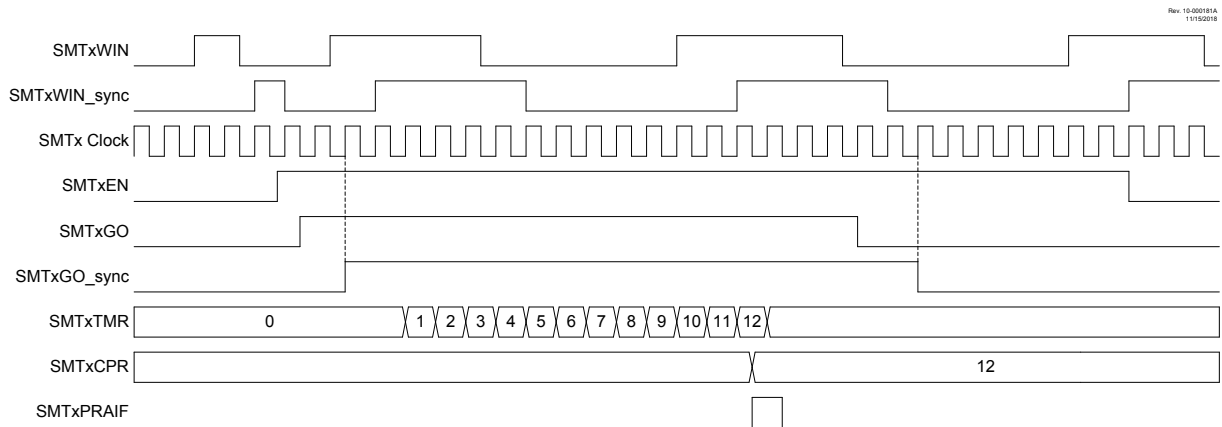 Rev. 10-000181A
11/15/2018
SMTxWIN
SMTxWIN_sync
SMTx Clock
SMTxEN
SMTxGO
SMTxGO_sync
SMTxTMR 0 1 2 3 4 5 6 7 8 9 10 11 12
SMTxCPR 12
SMTxPRAIF